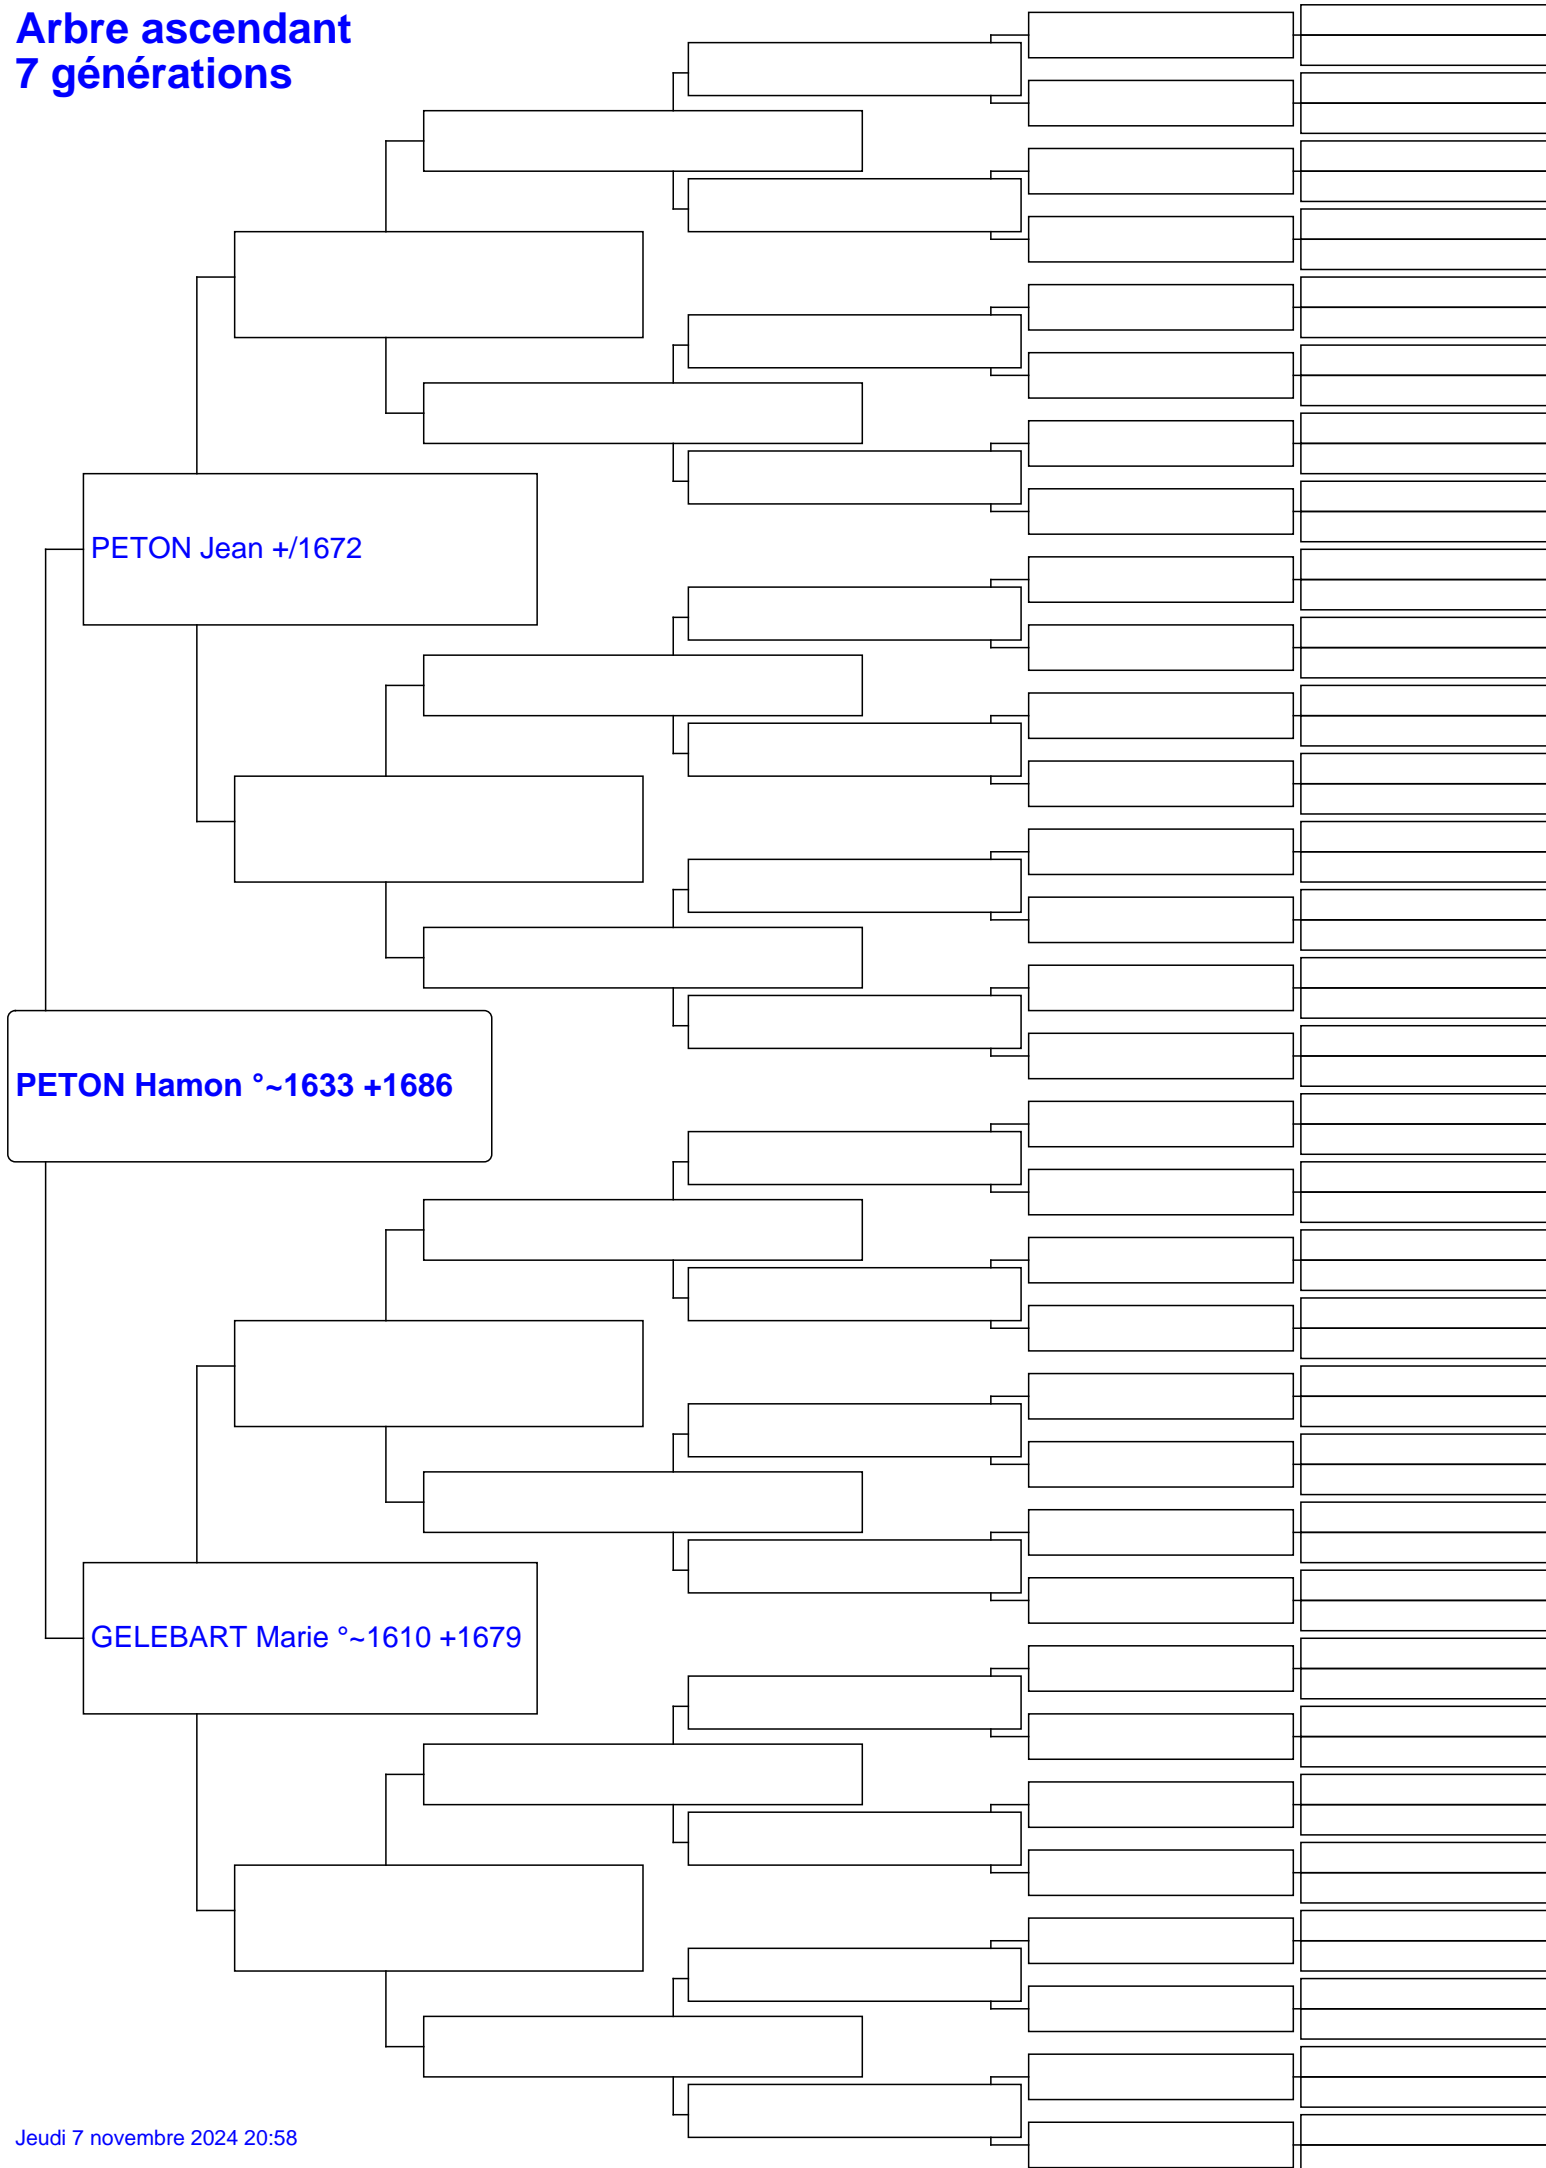 Arbre ascendant
7 générations
PETON Jean +/1672
PETON Hamon °~1633 +1686
GELEBART Marie °~1610 +1679
Jeudi 7 novembre 2024 20:58